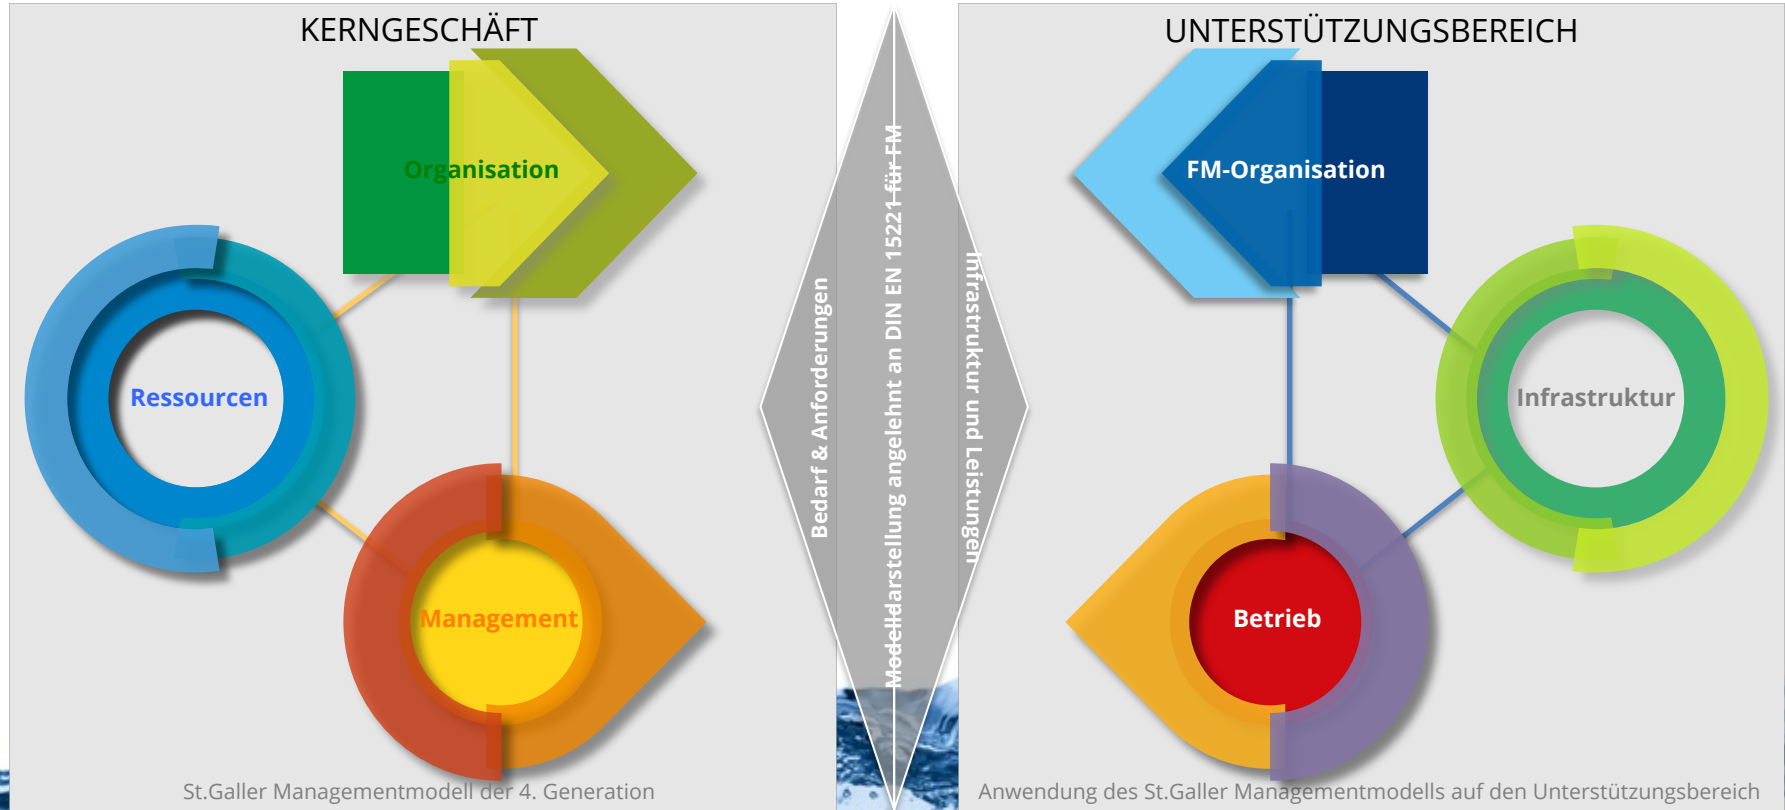 KERNGESCHÄFT
Organisation
Ressourcen
Management
St.Galler Managementmodell der 4. Generation
Bedarf & Anforderungen
Modelldarstellung angelehnt an DIN EN 15221 für FM
Infrastruktur und Leistungen
UNTERSTÜTZUNGSBEREICH
FM-Organisation
Infrastruktur
Betrieb
Anwendung des St.Galler Managementmodells auf den Unterstützungsbereich